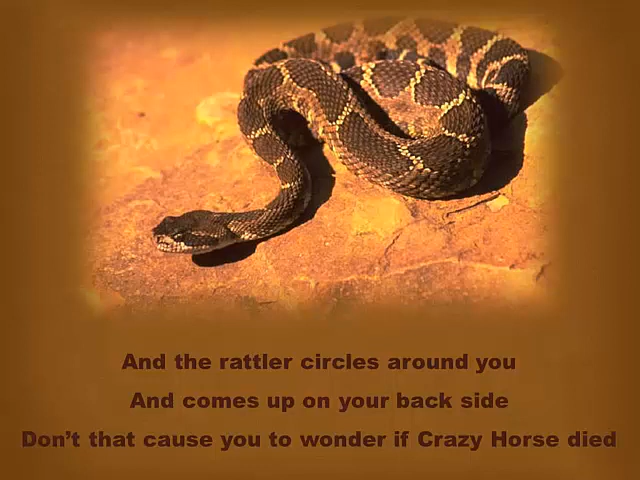 And the rattler circles around you
And comes up on your back side
Don’t that cause you to wonder if Crazy Horse died